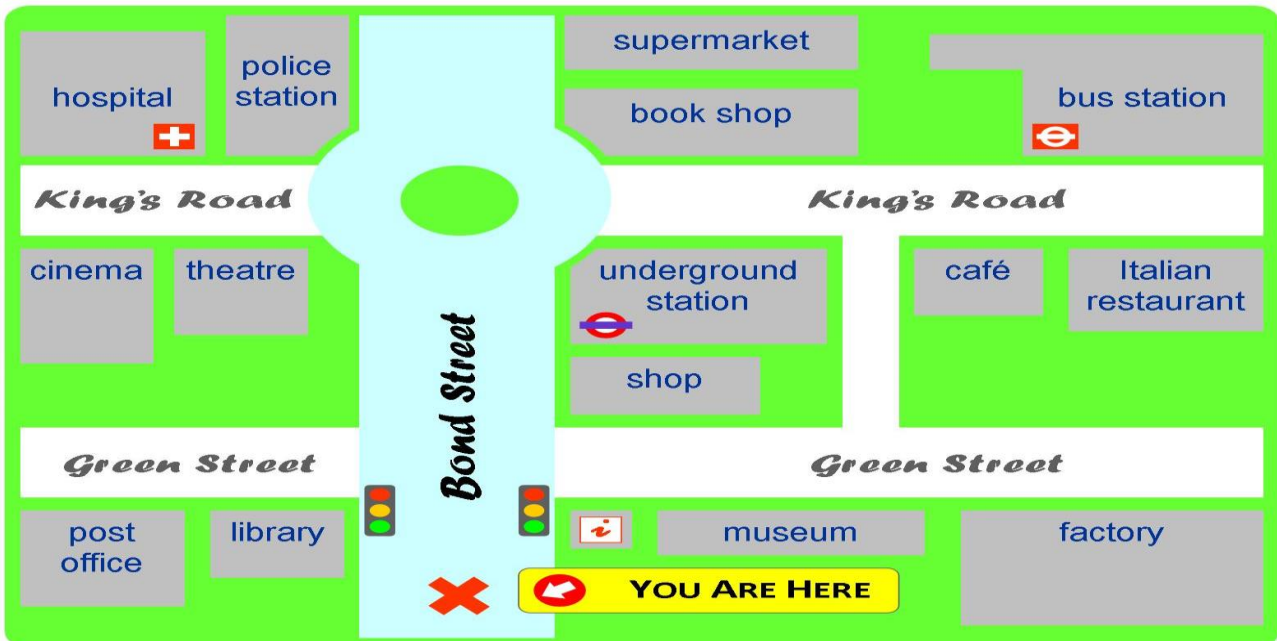 hospital
police
station
supermarket
book shop
bus station
King's Road
King's Road
cinema
theatre
underground
station
café
Italian
restaurant
shop
Bond Street
Green Street
Green Street
post
office
library
i
museum
factory
YOU ARE HERE